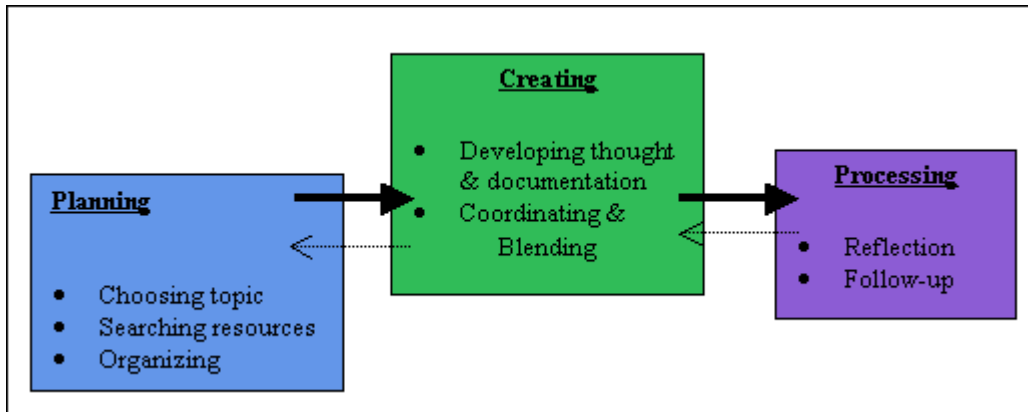 Planning
• Choosing topic
• Searching resources
• Organizing
Creating
• Developing thought
& documentation
• Coordinating &
Blending
Processing
• Reflection
• Follow-up